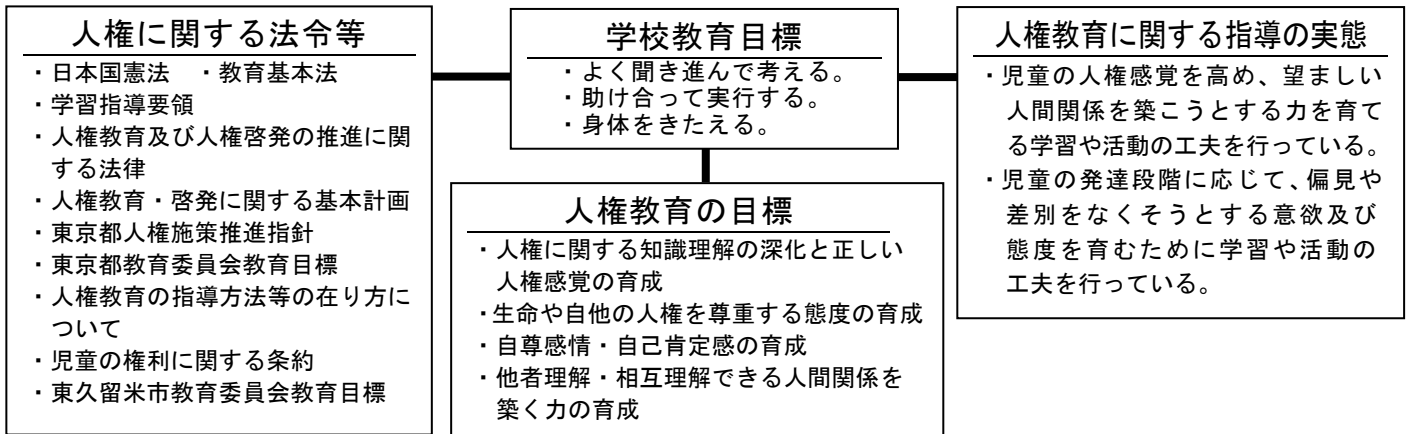 人権に関する法令等
・日本国憲法　・教育基本法
・学習指導要領
・人権教育及び人権啓発の推進に関
する法律
・人権教育・啓発に関する基本計画
・東京都人権施策推進指針
・東京都教育委員会教育目標
・人権教育の指導方法等の在り方に
ついて
・児童の権利に関する条約
・東久留米市教育委員会教育目標
学校教育目標
・よく聞き進んで考える。
・助け合って実行する。
・身体をきたえる。
人権教育の目標
・人権に関する知識理解の深化と正しい
人権感覚の育成
・生命や自他の人権を尊重する態度の育成
・自尊感情・自己肯定感の育成
・他者理解・相互理解できる人間関係を
築く力の育成
人権教育に関する指導の実態
・児童の人権感覚を高め、望ましい
人間関係を築こうとする力を育て
る学習や活動の工夫を行っている。
・児童の発達段階に応じて、偏見や
差別をなくそうとする意欲及び
態度を育むために学習や活動の
工夫を行っている。